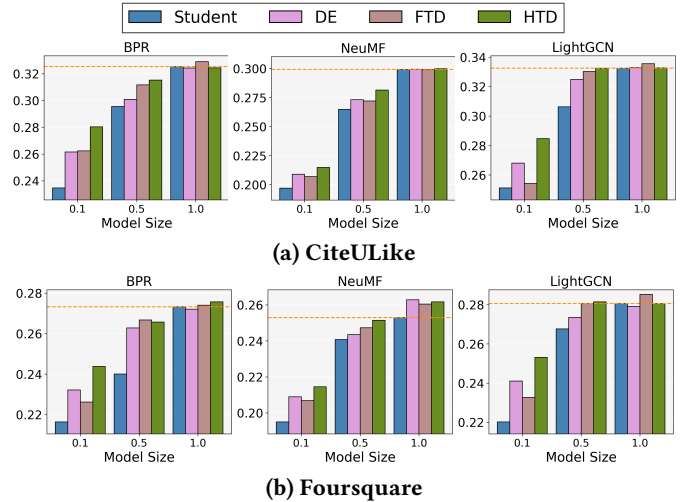 Student DE FTD HTD
BPR NeuMF LightGCN
0.32
0.30
0.28
0.26
0.24
0.1 0.5 1.0
Model Size
0.300
0.275
0.250
0.225
0.200
0.1 0.5 1.0
Model Size
0.34
0.32
0.30
0.28
0.26
0.1 0.5 1.0
Model Size
(a) CiteULike
BPR NeuMF LightGCN
0.28
0.26
0.24
0.22
0.1 0.5 1.0
Model Size
0.26
0.24
0.22
0.20
0.1 0.5 1.0
Model Size
0.28
0.26
0.24
0.22
0.1 0.5 1.0
Model Size
(b) Foursquare